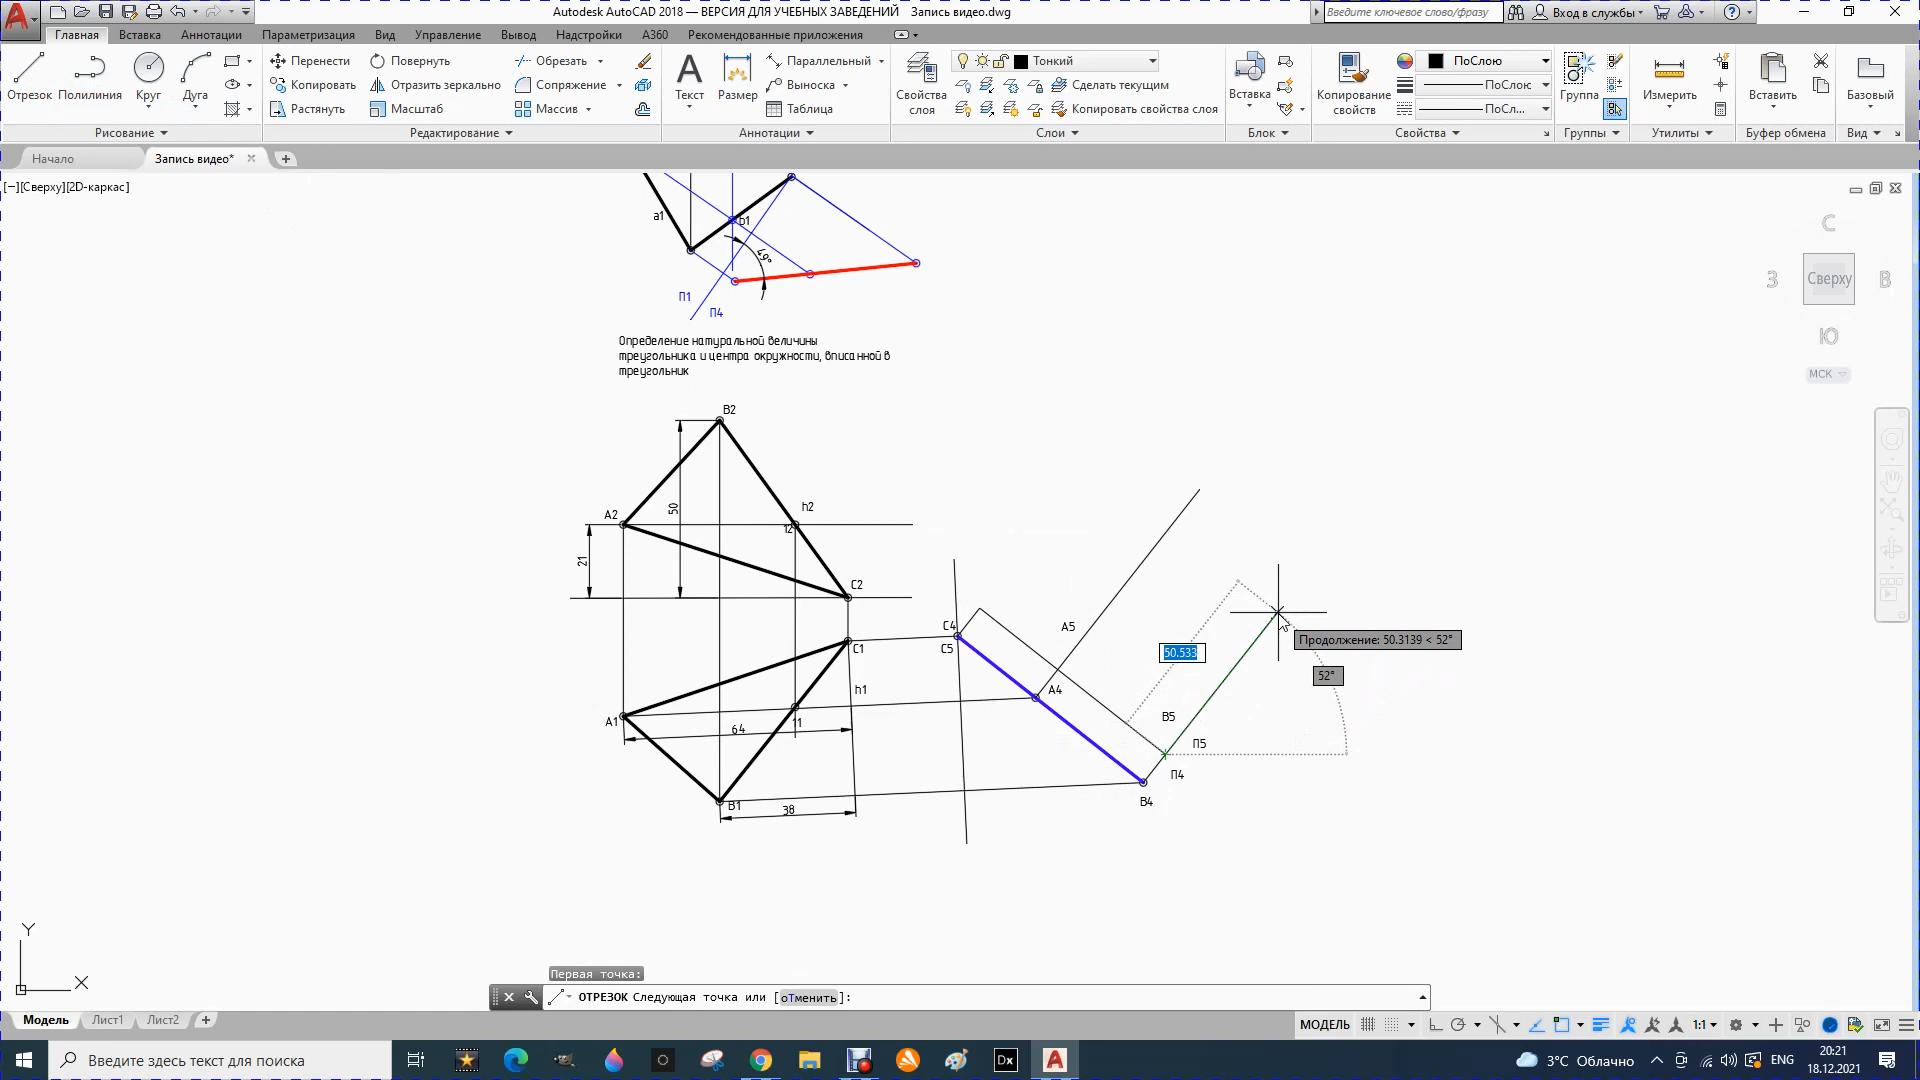 Autodesk AutoCAD 2018 — ВЕРСИЯ ДЛЯ УЧЕБНЫХ ЗАВЕДЕНИЙ Запись видео.dwg
Введите ключевое слово/фразу
Вход в службы
Главная Вставка Аннотации Параметризация Вид Управление Вывод Надстройки A360 Рекомендованные приложения
Отрезок Полилиния Круг Дуга
Рисование
Перенести Повернуть Обрезать
Копировать Отразить зеркально Сопряжение
Растянуть Масштаб Массив
Редактирование
Текст Размер
Параллельный
Выноска
Таблица
Аннотации
Свойства слоя
Тонкий
Сделать текущим
Копировать свойства слоя
Слои
Вставка
Блок
Копирование свойств
ПоСлою
ПоСлою
ПоСл...
Свойства
Группа
Группы
Измерить
Утилиты
Вставить
Буфер обмена
Базовый
Вид
Начало Запись видео*
[−][Сверху][2D-каркас]
С
З Сверху В
Ю
МСК
a1
b1
49°
П1
П4
Определение натуральной величины
треугольника и центра окружности, вписанной в
треугольник
B2
50
A2
h2
12
21
C2
C4
C5
C1
A5
A4
h1
A1
11
64
B1
38
B5
П5
П4
B4
50.533
Продолжение: 50.3139 < 52°
52°
Y
X
Первая точка:
ОТРЕЗОК Следующая точка или [оТменить]:
Модель Лист1 Лист2
МОДЕЛЬ
1:1
Введите здесь текст для поиска
Dx
3°C Облачно
ENG
20:21
18.12.2021